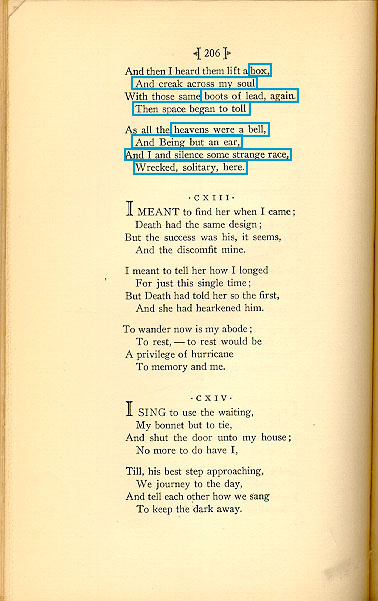 206
And then I heard them lift a box,
And creak across my soul
With those same boots of lead, again.
Then space began to toll
As all the heavens were a bell,
And Being but an ear,
And I and silence some strange race,
Wrecked, solitary, here.
·CXIII·
I MEANT to find her when I came;
Death had the same design;
But the success was his, it seems,
And the discomfit mine.
I meant to tell her how I longed
For just this single time;
But Death had told her so the first,
And she had hearkened him.
To wander now is my abode;
To rest, — to rest would be
A privilege of hurricane
To memory and me.
·CXIV·
I SING to use the waiting,
My bonnet but to tie,
And shut the door unto my house;
No more to do have I,
Till, his best step approaching,
We journey to the day,
And tell each other how we sang
To keep the dark away.